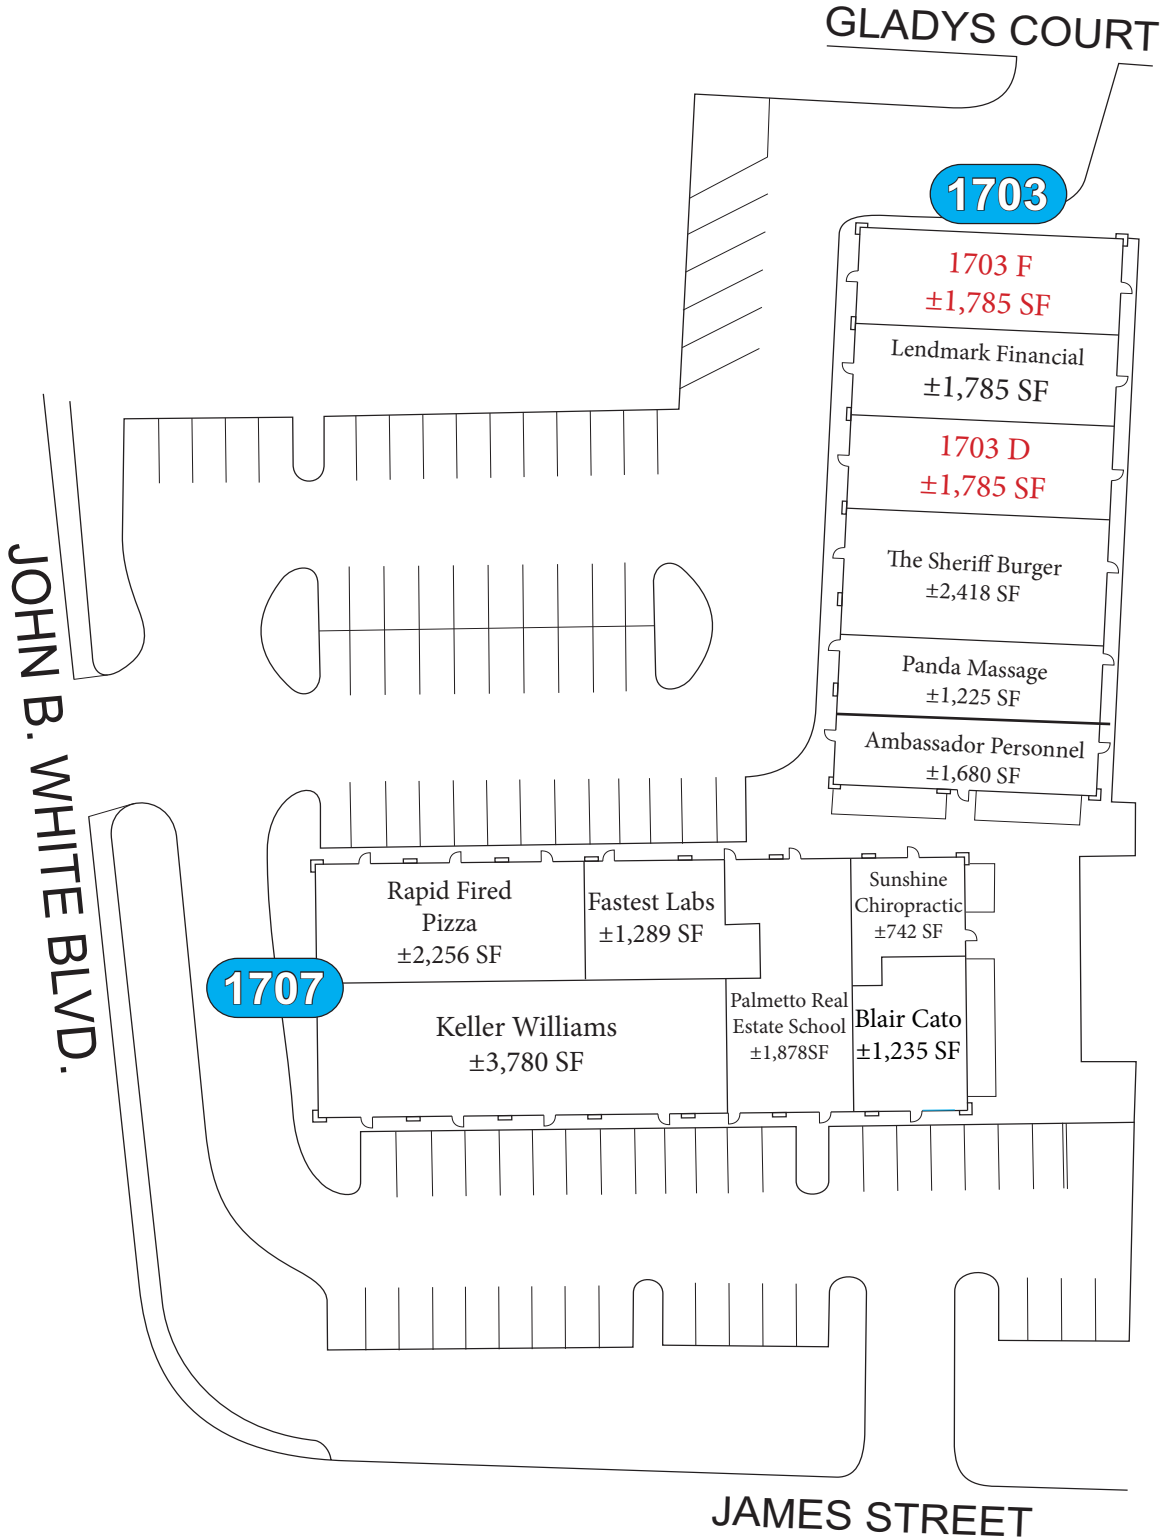 GLADYS COURT
1703
1703 F
±1,785 SF
Lendmark Financial
±1,785 SF
1703 D
±1,785 SF
The Sheriff Burger
±2,418 SF
Panda Massage
±1,225 SF
Ambassador Personnel
±1,680 SF
JOHN B. WHITE BLVD.
Rapid Fired
Pizza
±2,256 SF
Fastest Labs
±1,289 SF
Sunshine
Chiropractic
±742 SF
1707
Keller Williams
±3,780 SF
Palmetto Real
Estate School
±1,878SF
Blair Cato
±1,235 SF
JAMES STREET